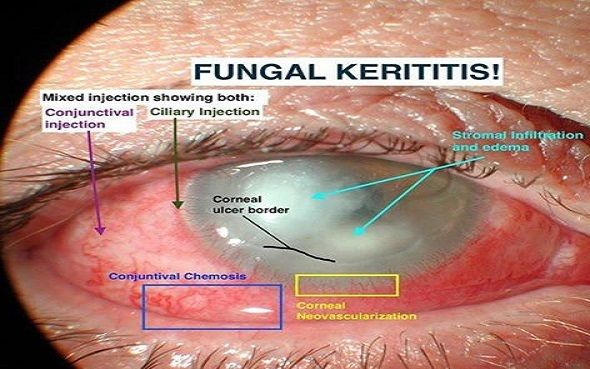 FUNGAL KERITITIS!
Mixed injection showing both:
Conjunctival
injection
Ciliary Injection
Stromal Infiltration
and edema
Corneal
ulcer border
Conjuntival Chemosis
Corneal
Neovascularization